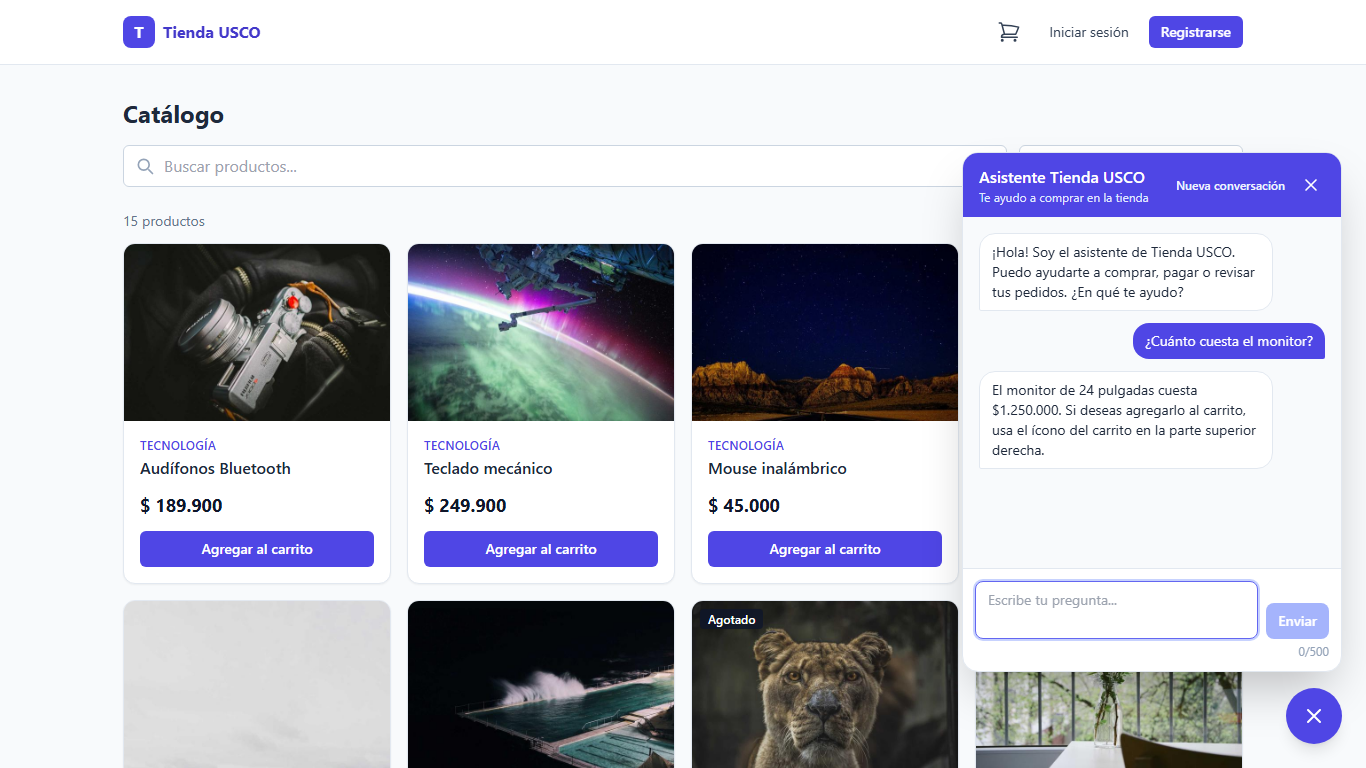 T Tienda USCO
Iniciar sesión
Registrarse
Catálogo
Buscar productos...
15 productos
TECNOLOGÍA
Audífonos Bluetooth
$ 189.900
Agregar al carrito
TECNOLOGÍA
Teclado mecánico
$ 249.900
Agregar al carrito
TECNOLOGÍA
Mouse inalámbrico
$ 45.000
Agregar al carrito
Agotado
Asistente Tienda USCO
Te ayudo a comprar en la tienda
Nueva conversación
¡Hola! Soy el asistente de Tienda USCO.
Puedo ayudarte a comprar, pagar o revisar
tus pedidos. ¿En qué te ayudo?
¿Cuánto cuesta el monitor?
El monitor de 24 pulgadas cuesta
$1.250.000. Si deseas agregarlo al carrito,
usa el ícono del carrito en la parte superior
derecha.
Escribe tu pregunta...
Enviar
0/500